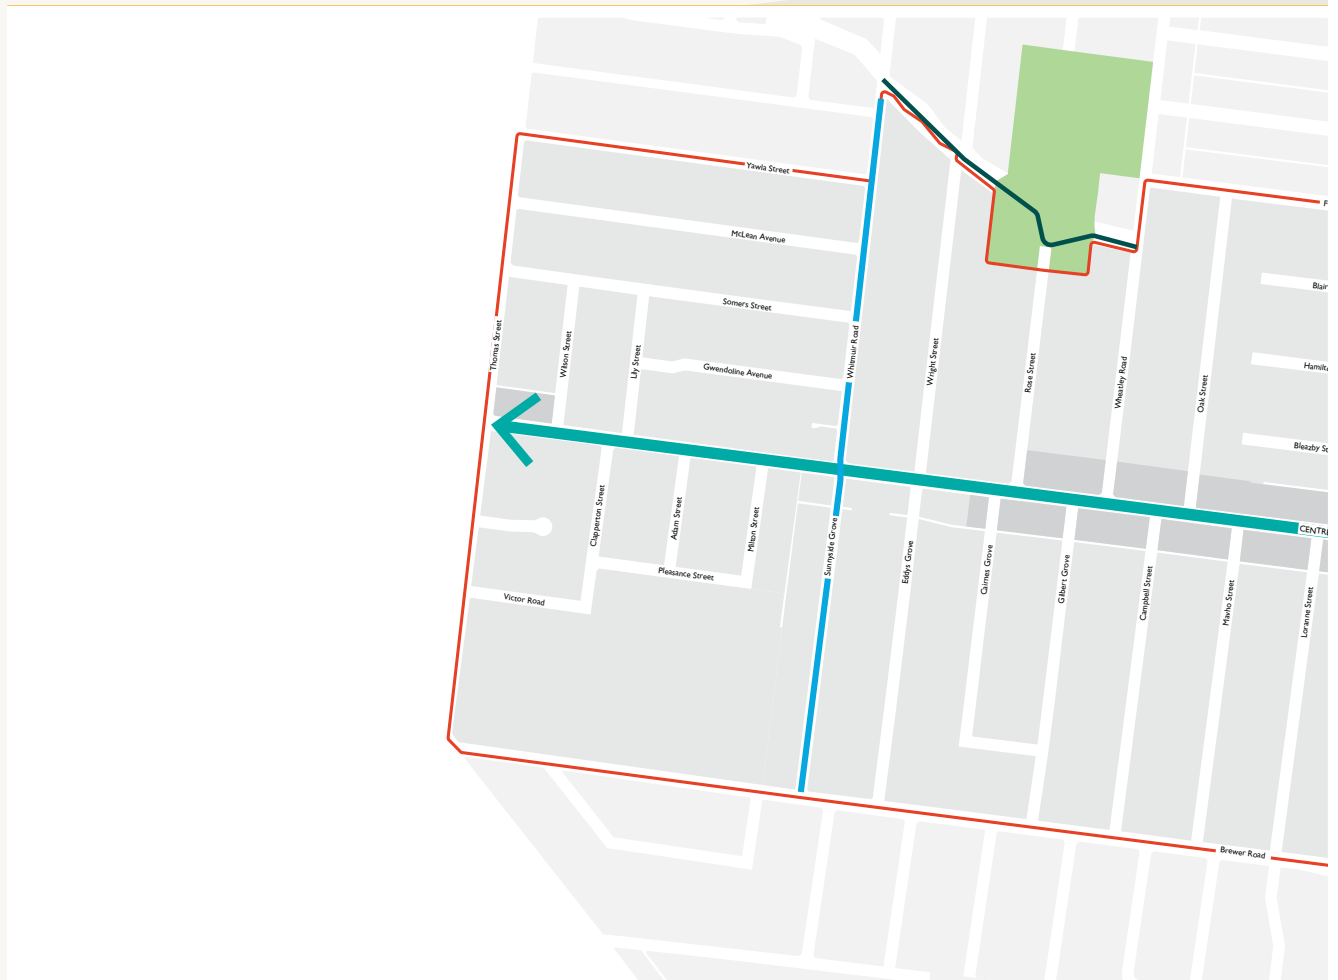 Yawla Street
F
McLean Avenue
Blair
Somers Street
Thomas Street
Wilson Street
Lily Street
Whitmuir Road
Wright Street
Rose Street
Wheatley Road
Oak Street
Hamilt
Gwendoline Avenue
Bleazby S
CENTRE
Clapperton Street
Adam Street
Milton Street
Sunnyside Grove
Eddys Grove
Cairnes Grove
Gilbert Grove
Campbell Street
Mavho Street
Loranne Street
Pleasance Street
Victor Road
Brewer Road